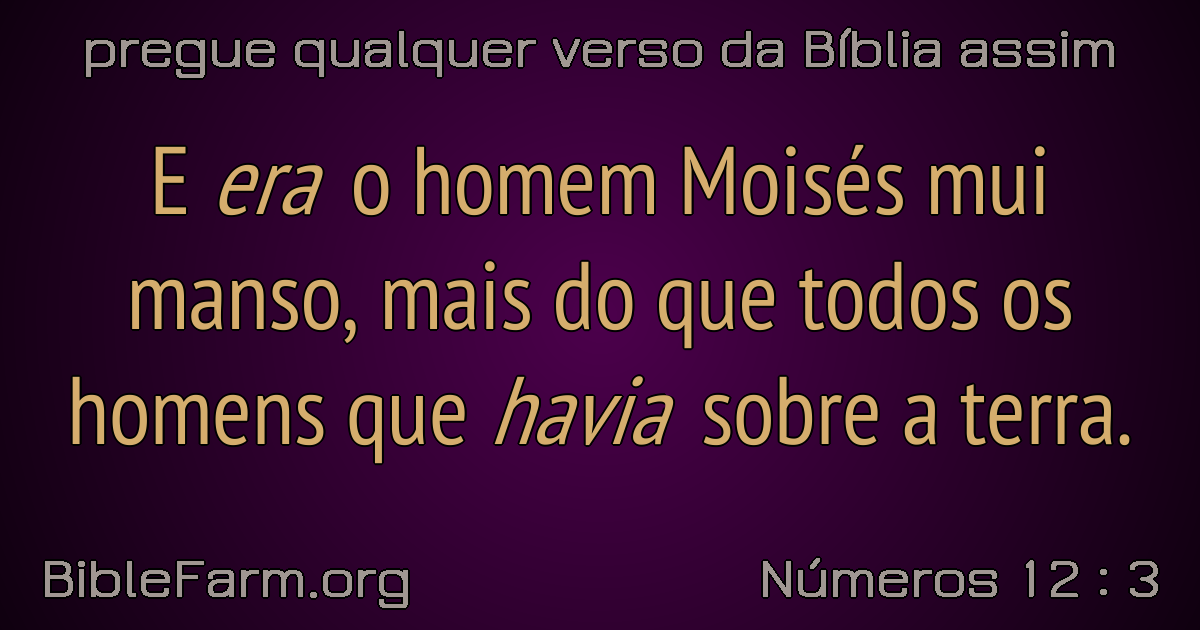 pregue qualquer verso da Bíblia assim
E era o homem Moisés mui
manso, mais do que todos os
homens que havia sobre a terra.
BibleFarm.org
Números 12 : 3